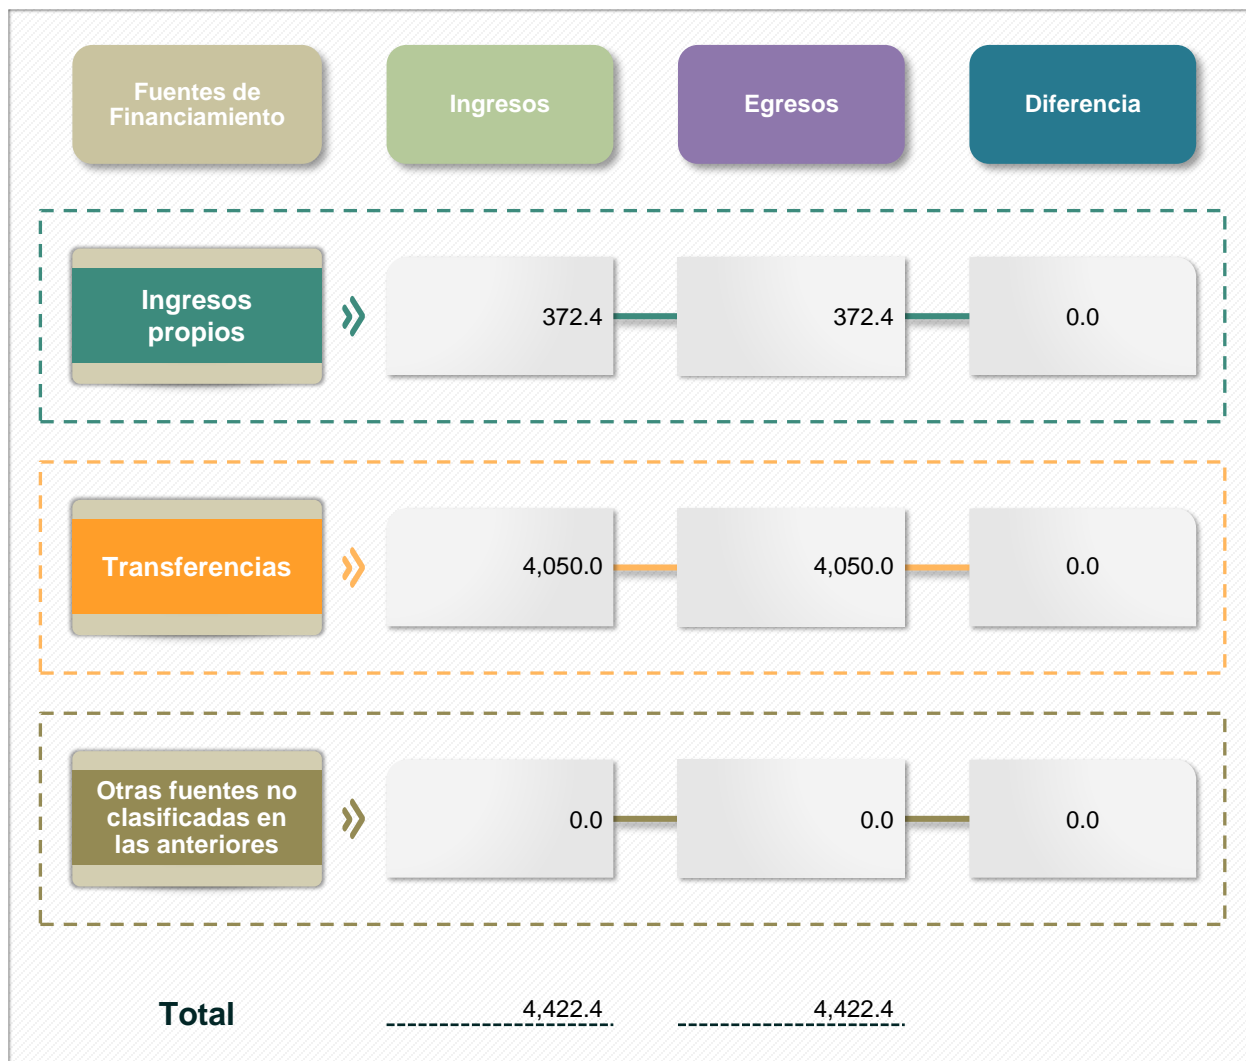 Fuentes de
Financiamiento
Ingresos
Egresos
Diferencia
Ingresos
propios
372.4
372.4
0.0
Transferencias
4,050.0
4,050.0
0.0
Otras fuentes no
clasificadas en
las anteriores
0.0
0.0
0.0
Total
4,422.4
4,422.4